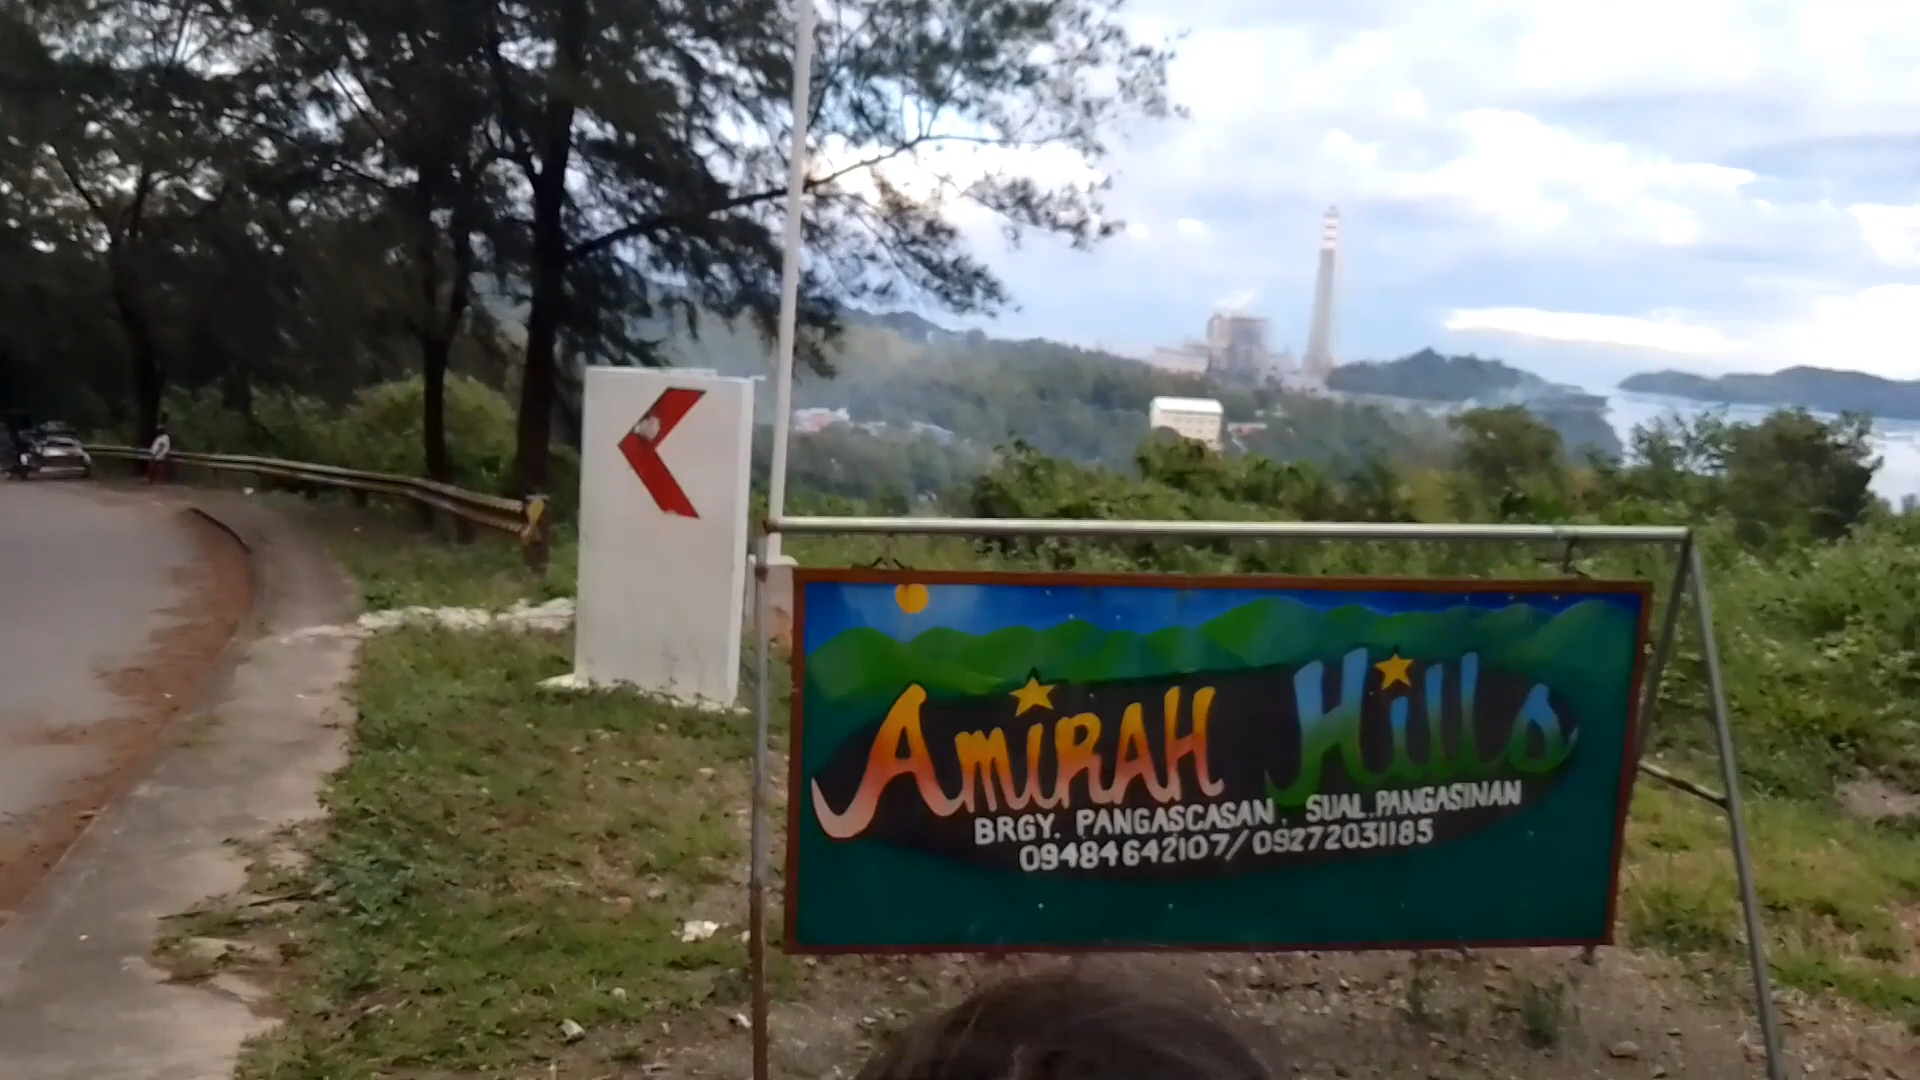 AMIRAH Hills
BRGY. PANGASCASAN, SUAL, PANGASINAN
09484642107/09272031185